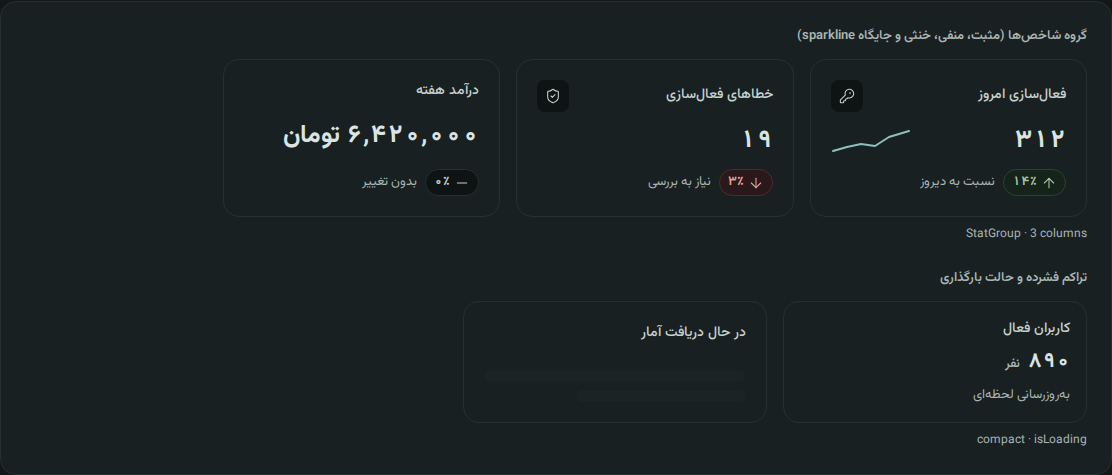 گروه شاخص‌ها (مثبت، منفی، خنثی و جایگاه sparkline)
فعال‌سازی امروز
۳۱۲
۱۴٪ نسبت به دیروز
خطاهای فعال‌سازی
۱۹
۳٪ نیاز به بررسی
درآمد هفته
۶,۴۲۰,۰۰۰ تومان
۰٪ بدون تغییر
StatGroup · 3 columns
تراکم فشرده و حالت بارگذاری
کاربران فعال
۸۹۰ نفر
به‌روزرسانی لحظه‌ای
در حال دریافت آمار
compact · isLoading